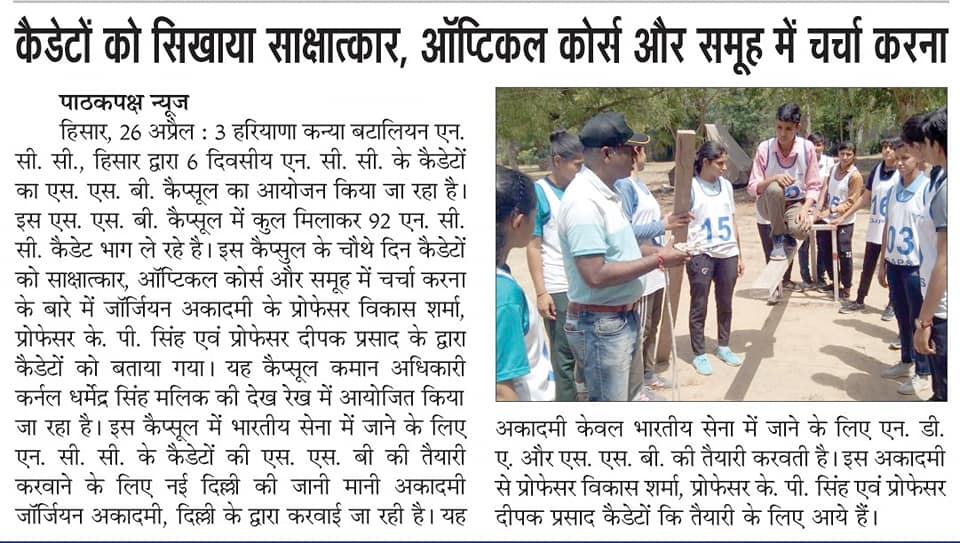 कैडेटों को सिखाया साक्षात्कार, ऑप्टिकल कोर्स और समूह में चर्चा करना
पाठकपक्ष न्यूज
हिसार, 26 अप्रैल : 3 हरियाणा कन्या बटालियन एन.
सी. सी., हिसार द्वारा 6 दिवसीय एन. सी. सी. के कैडेटों
का एस. एस. बी. कैप्सूल का आयोजन किया जा रहा है।
इस एस. एस. बी. कैप्सूल में कुल मिलाकर 92 एन. सी.
सी. कैडेट भाग ले रहे है। इस कैप्सुल के चौथे दिन कैडेटों
को साक्षात्कार, ऑप्टिकल कोर्स और समूह में चर्चा करना
के बारे में जॉर्जियन अकादमी के प्रोफेसर विकास शर्मा,
प्रोफेसर के. पी. सिंह एवं प्रोफेसर दीपक प्रसाद के द्वारा
कैडेटों को बताया गया। यह कैप्सूल कमान अधिकारी
कर्नल धर्मेद्र सिंह मलिक की देख रेख में आयोजित किया
जा रहा है। इस कैप्सूल में भारतीय सेना में जाने के लिए
एन. सी. सी. के कैडेटों की एस. एस. बी की तैयारी
करवाने के लिए नई दिल्ली की जानी मानी अकादमी
जॉर्जियन अकादमी, दिल्ली के द्वारा करवाई जा रही है। यह
15
16
03
अकादमी केवल भारतीय सेना में जाने के लिए एन. डी.
ए. और एस. एस. बी. की तैयारी करवती है। इस अकादमी
से प्रोफेसर विकास शर्मा, प्रोफेसर के. पी. सिंह एवं प्रोफेसर
दीपक प्रसाद कैडेटों कि तैयारी के लिए आये हैं।